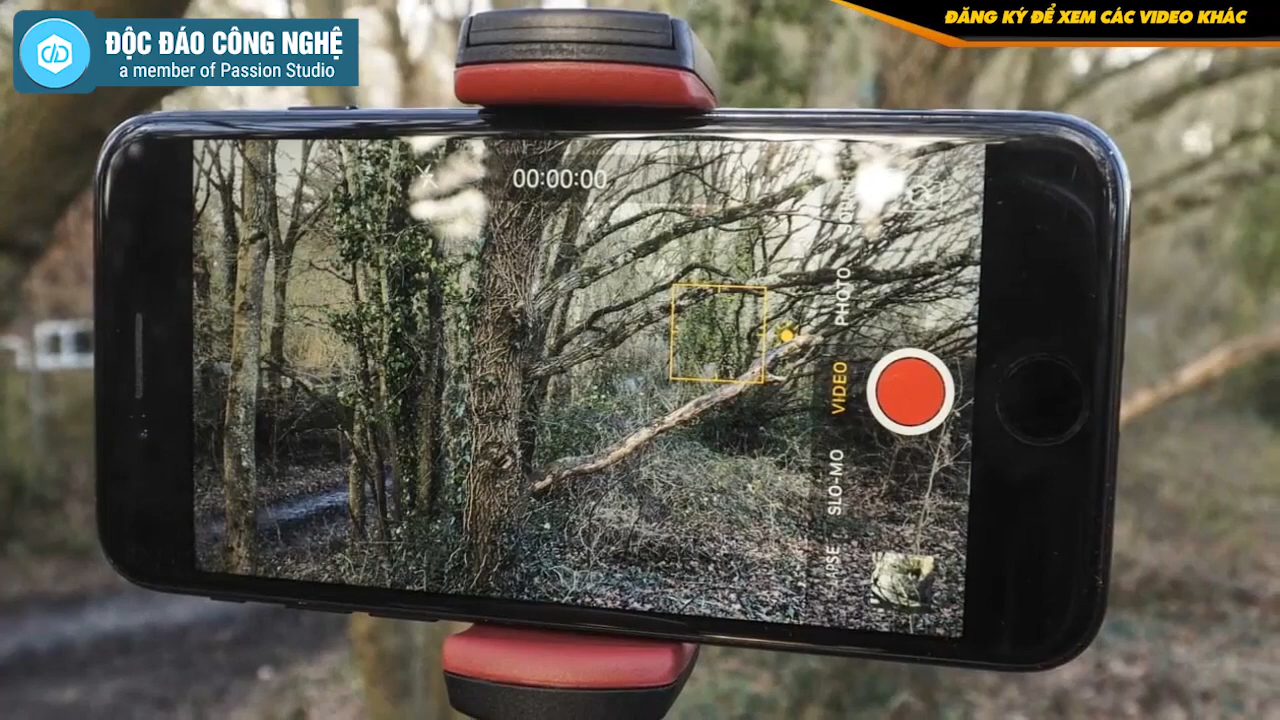 ĐỘC ĐÁO CÔNG NGHỆ
a member of Passion Studio
ĐĂNG KÝ ĐỂ XEM CÁC VIDEO KHÁC
00:00:00
PHOTO
VIDEO
SLO-MO